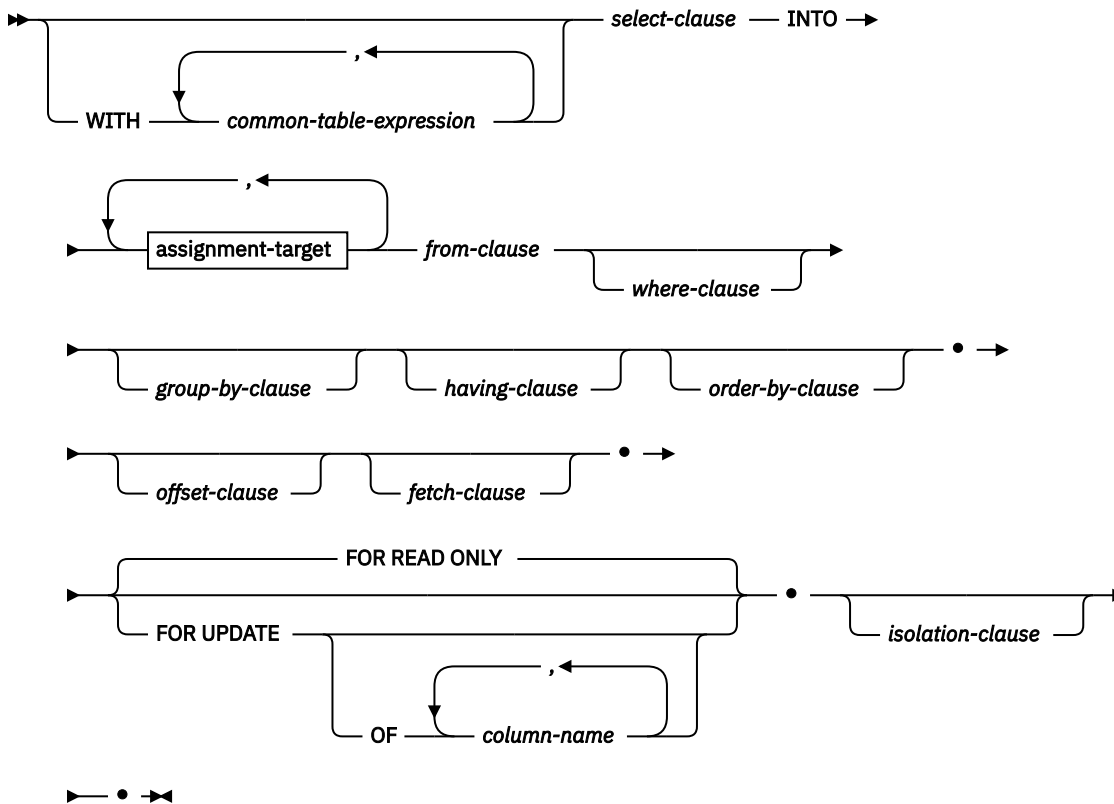 select-clause INTO
,
WITH common-table-expression
,
assignment-target from-clause
where-clause
group-by-clause having-clause order-by-clause
offset-clause fetch-clause
FOR READ ONLY
FOR UPDATE isolation-clause
,
OF column-name